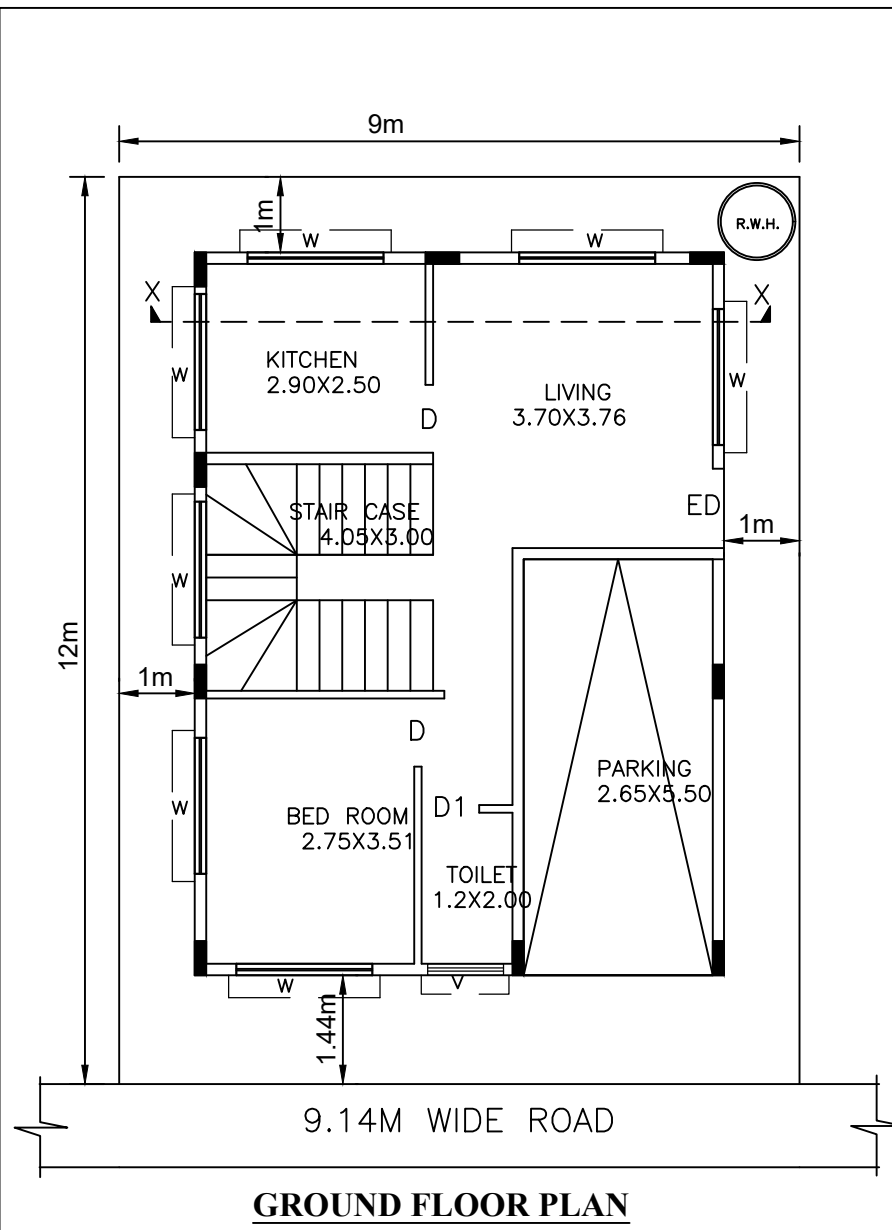 9m
1m
R.W.H.
W
W
X
X
W
W
KITCHEN
2.90X2.50
LIVING
3.70X3.76
D
ED
1m
STAIR CASE
4.05X3.00
W
12m
1m
D
W
PARKING
2.65X5.50
BED ROOM
2.75X3.51
D1
TOILET
1.2X2.00
W
V
1.44m
9.14M WIDE ROAD
GROUND FLOOR PLAN